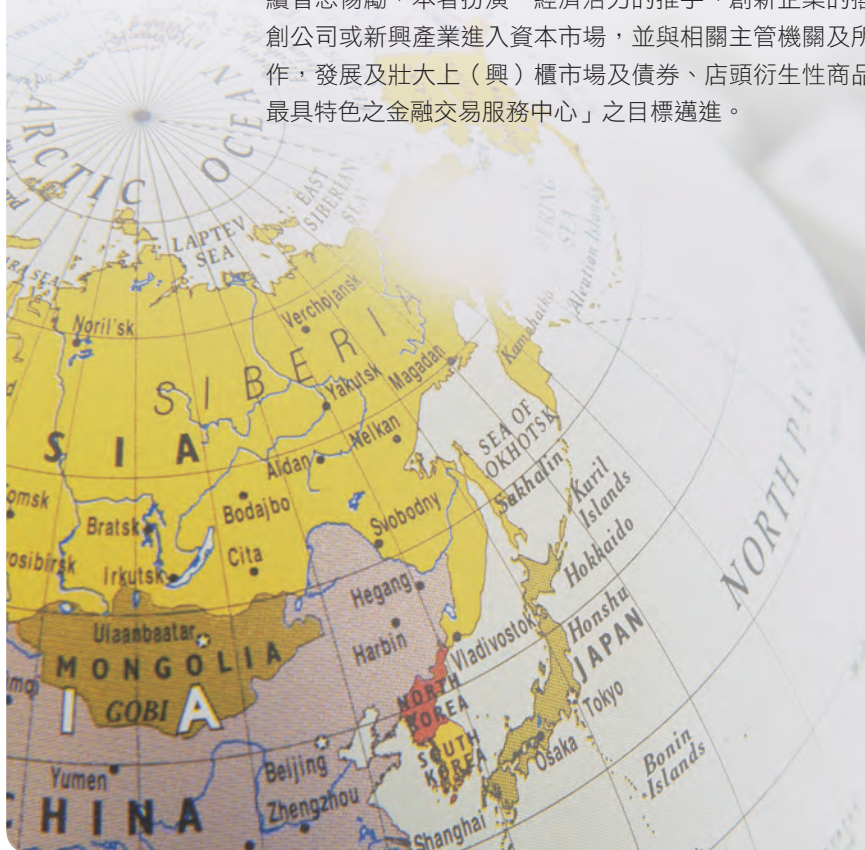 惕勵，本著扮演「經濟活力的推手，創新企業的搖
創公司或新興產業進入資本市場，並與相關主管機關及所
作，發展及壯大上（興）櫃市場及債券、店頭衍生性商品
最具特色之金融交易服務中心」之目標邁進。
ARCTIC OCEAN
EAST SIBERIAN SEA
LAPTEV SEA
BERING SEA
Aleutian Islands
Noril'sk
Verchojansk
SIBERIA
Yakutsk
Magadan
Kamchatka
Nelkan
SEA OF OKHOTSK
SIA
Aldan
Sakhalin
Kuril Islands
NORTH PA
omsk
Bratsk
Bodajbo
Svobodny
osibirsk
Irkutsk
Cita
Hokkaido
Hegang
Ulaanbaatar
Harbin
Vladivostok
Honshu
JAPAN
MONGOLIA
NORTH KOREA
Tokyo
GOBI
IA
SOUTH KOREA
Osaka
Beijing
Bonin Islands
Yumen
Zhengzhou
CHINA
Shanghai